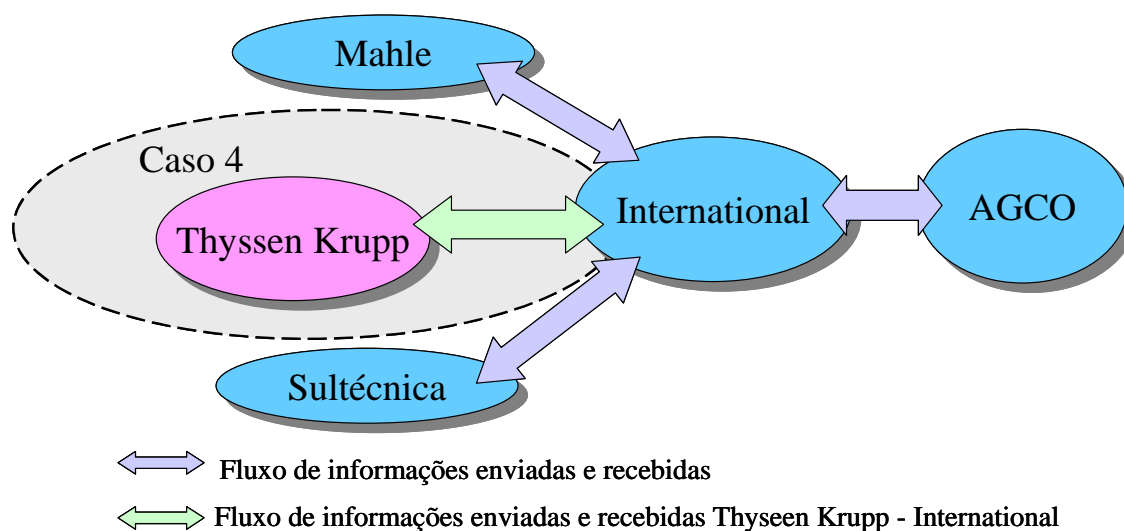 Mahle
Caso 4
Thyssen Krupp
International
AGCO
Sultécnica
Fluxo de informações enviadas e recebidas
Fluxo de informações enviadas e recebidas Thyseen Krupp - International